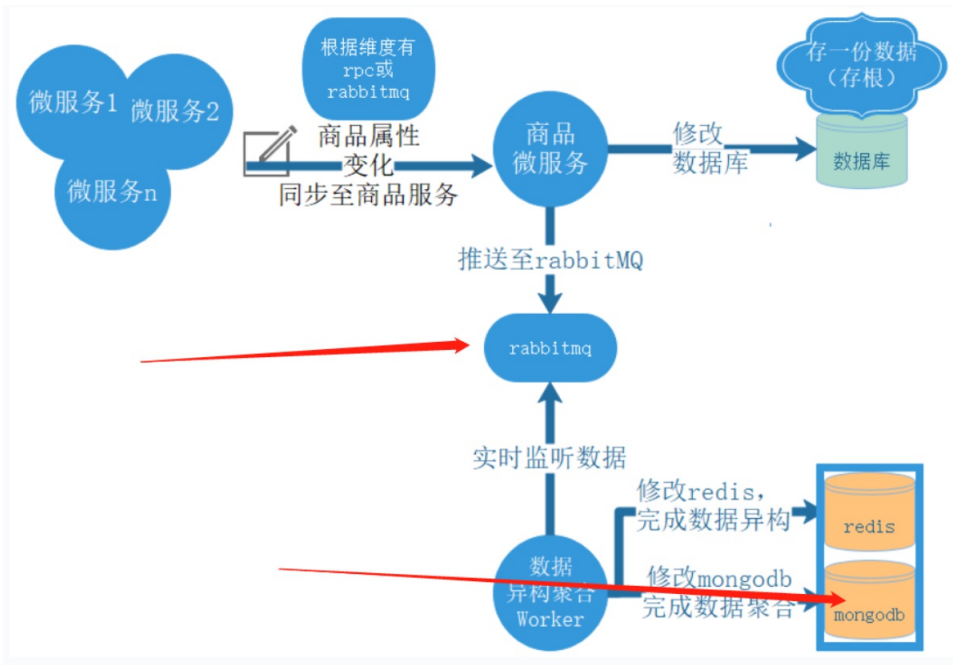 微服务1
微服务2
微服务n
根据维度有
rpc或
rabbitmq
商品属性
变化
同步至商品服务
商品
微服务
修改
数据库
存一份数据
（存根）
数据库
推送至rabbitMQ
rabbitmq
实时监听数据
数据
异构聚合
Worker
修改redis，
完成数据异构
redis
修改mongodb
完成数据聚合
mongodb